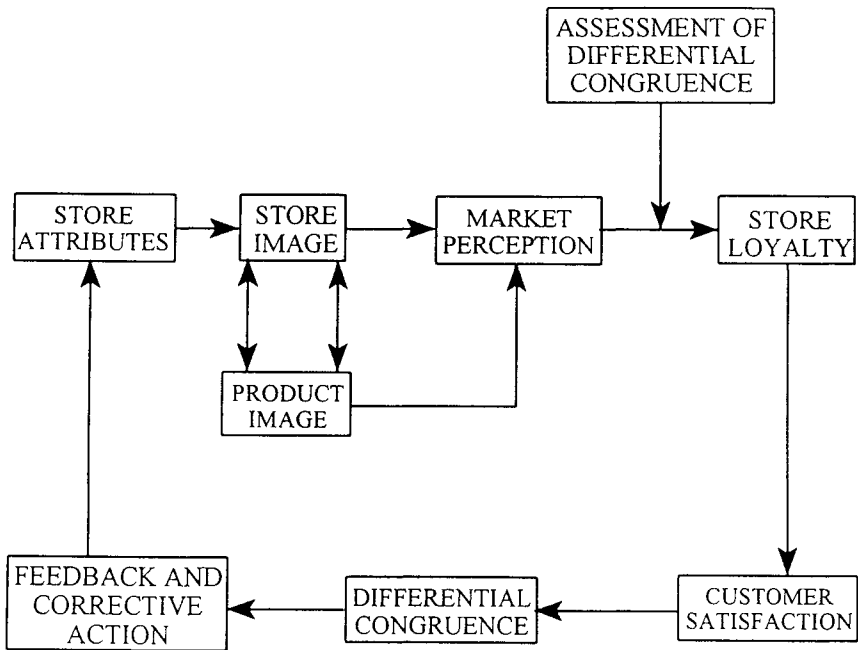 ASSESSMENT OF
DIFFERENTIAL
CONGRUENCE
STORE
ATTRIBUTES
STORE
IMAGE
MARKET
PERCEPTION
STORE
LOYALTY
PRODUCT
IMAGE
FEEDBACK AND
CORRECTIVE
ACTION
DIFFERENTIAL
CONGRUENCE
CUSTOMER
SATISFACTION